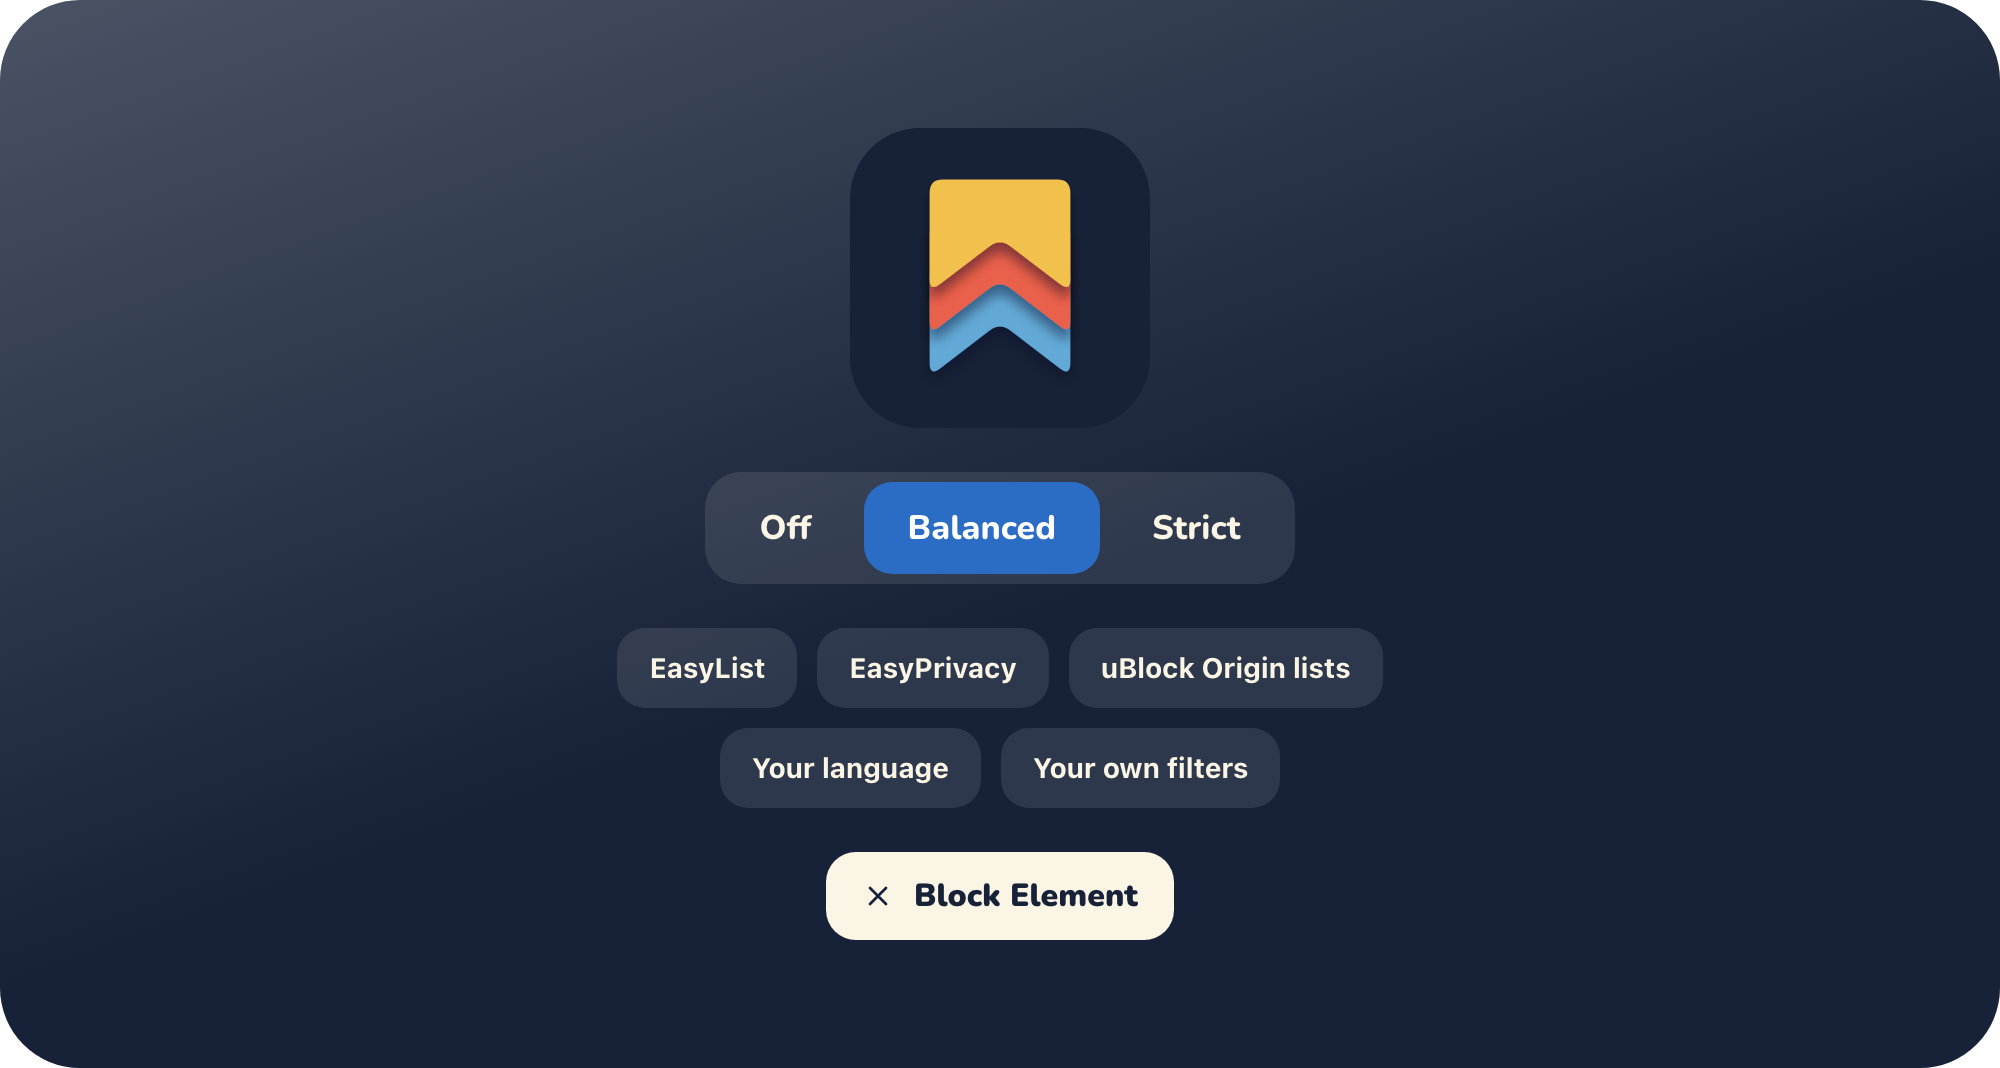 Off Balanced Strict
EasyList EasyPrivacy uBlock Origin lists
Your language Your own filters
Block Element